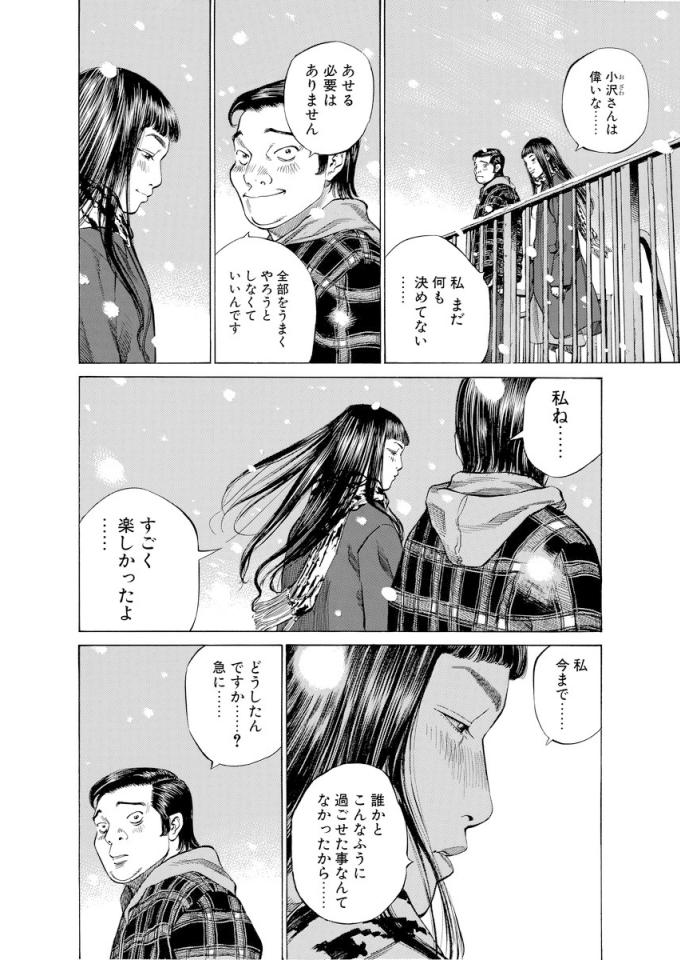 小沢さんは
偉いな……
私 まだ
何も
決めてない
……
あせる
必要は
ありません
全部をうまく
やろうと
しなくて
いいんです
私ね……
すごく
楽しかったよ
……
私
今まで……
誰かと
こんなふうに
過ごせた事なんて
なかったから……
どうしたん
ですか……？
急に……